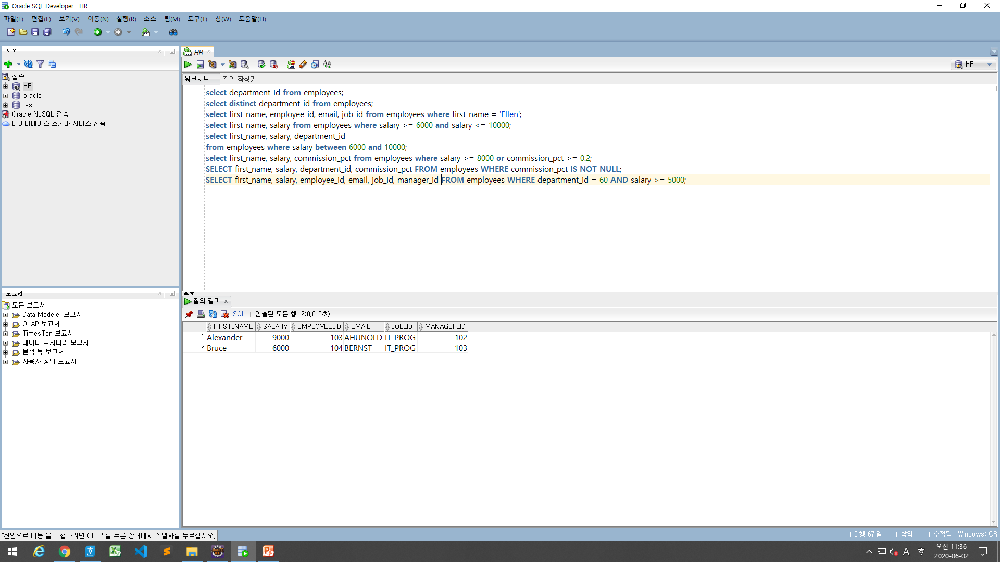 Oracle SQL Developer : HR
파일(F) 편집(E) 보기(V) 이동(N) 실행(R) 소스 팀(M) 도구(T) 창(W) 도움말(H)
접속
접속
HR
oracle
test
Oracle NoSQL 접속
데이터베이스 스키마 서비스 접속
보고서
모든 보고서
Data Modeler 보고서
OLAP 보고서
TimesTen 보고서
데이터 딕셔너리 보고서
분석 뷰 보고서
사용자 정의 보고서
HR
HR
워크시트 질의 작성기
select department_id from employees;
select distinct department_id from employees;
select first_name, employee_id, email, job_id from employees where first_name = 'Ellen';
select first_name, salary from employees where salary >= 6000 and salary <= 10000;
select first_name, salary, department_id
from employees where salary between 6000 and 10000;
select first_name, salary, commission_pct from employees where salary >= 8000 or commission_pct >= 0.2;
SELECT first_name, salary, department_id, commission_pct FROM employees WHERE commission_pct IS NOT NULL;
SELECT first_name, salary, employee_id, email, job_id, manager_id FROM employees WHERE department_id = 60 AND salary >= 5000;
질의 결과
SQL 인출된 모든 행: 2(0,019초)
FIRST_NAME SALARY EMPLOYEE_ID EMAIL JOB_ID MANAGER_ID
1 Alexander 9000 103 AHUNOLD IT_PROG 102
2 Bruce 6000 104 BERNST IT_PROG 103
"선언으로 이동"을 수행하려면 Ctrl 키를 누른 상태에서 식별자를 누르십시오.
9 행 67 열 삽입 수정됨 Windows: CR
A 오전 11:36
2020-06-02